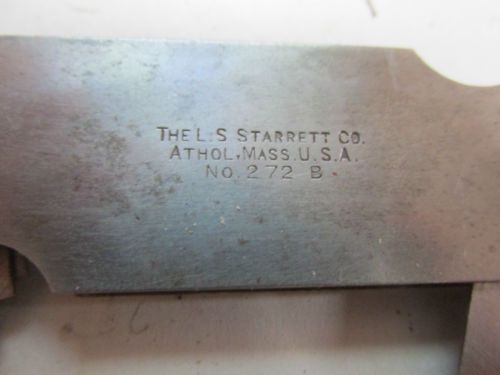 THE L.S STARRETT CO.
ATHOL, MASS. U.S.A.
No. 272 B